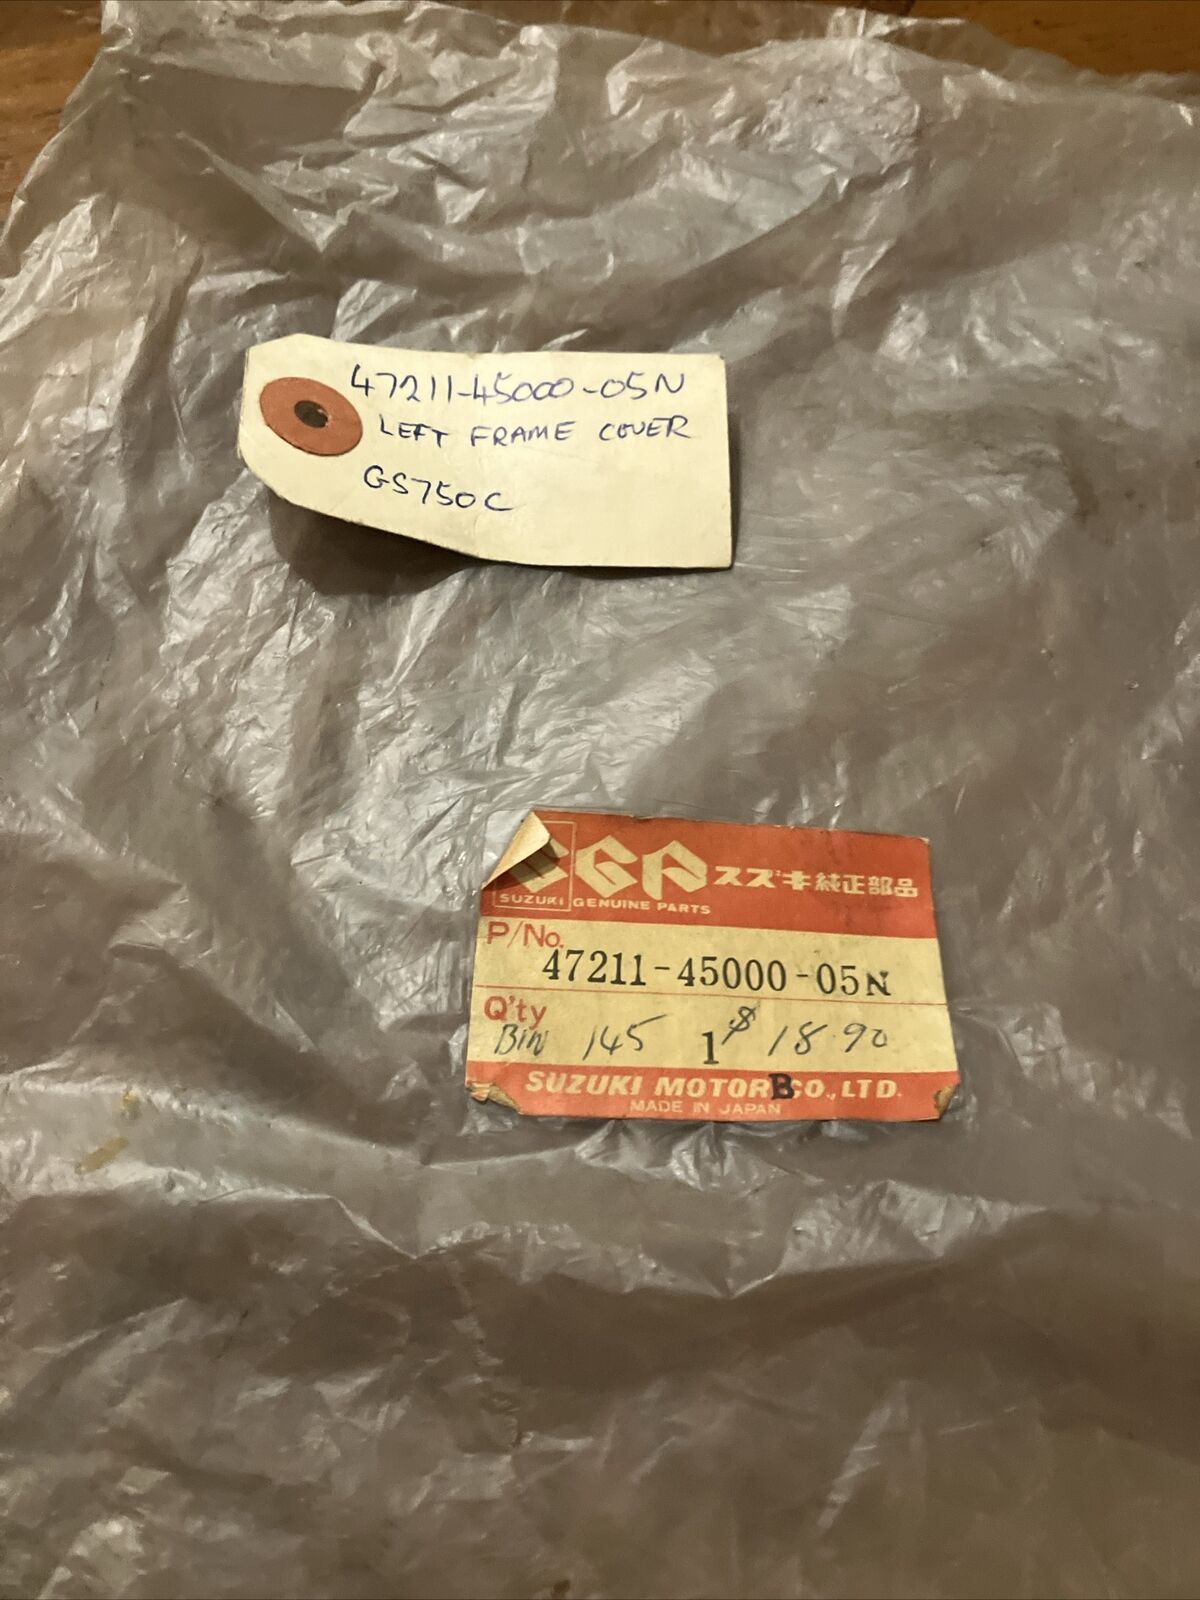 47211-45000-05N
LEFT FRAME COVER
GS750C
SGP スズキ純正部品
SUZUKI GENUINE PARTS
P/No.
47211-45000-05N
Q'ty
BIN 145 1 $ 18.90
SUZUKI MOTOR B CO., LTD.
MADE IN JAPAN